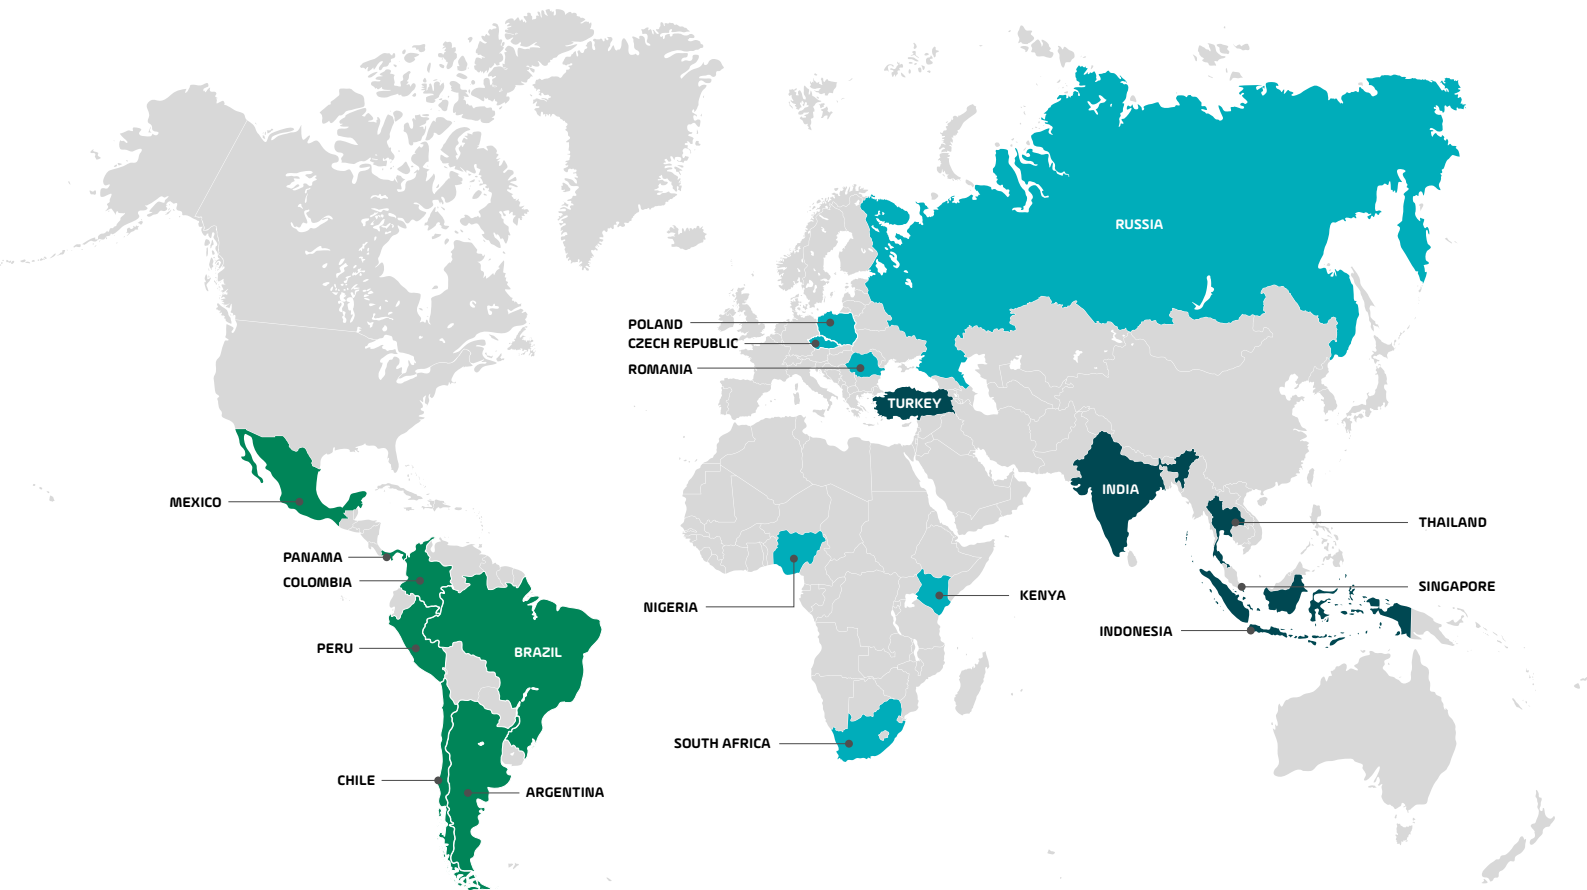 RUSSIA
POLAND
CZECH REPUBLIC
ROMANIA
TURKEY
INDIA
MEXICO
THAILAND
PANAMA
COLOMBIA
SINGAPORE
KENYA
NIGERIA
INDONESIA
PERU
BRAZIL
SOUTH AFRICA
CHILE
ARGENTINA